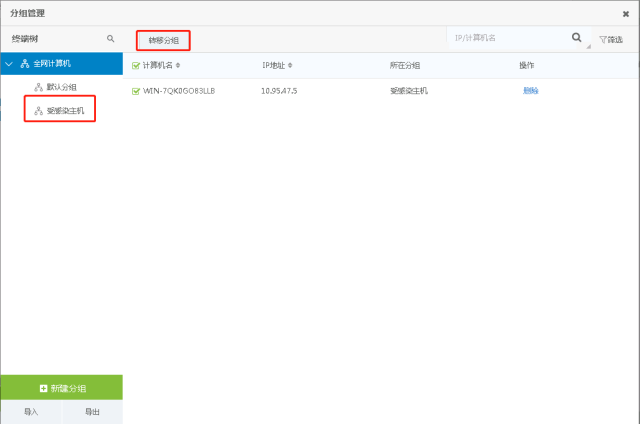 分组管理
终端树
转移分组
IP/计算机名
筛选
全网计算机
计算机名
IP地址
所在分组
操作
默认分组
WIN-7QK0GO83LLB
10.95.47.5
受感染主机
删除
受感染主机
新建分组
导入
导出